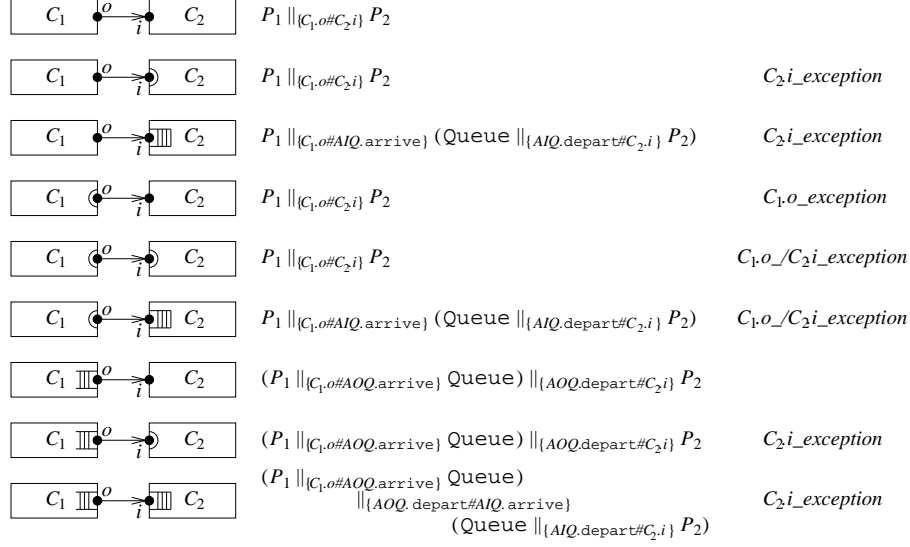 C₁ o i C₂ P₁ ||{C₁.o#C₂.i} P₂
C₁ o i C₂ P₁ ||{C₁.o#C₂.i} P₂ C₂.i_exception
C₁ o i C₂ P₁ ||{C₁.o#AIQ.arrive} (Queue ||{AIQ.depart#C₂.i} P₂) C₂.i_exception
C₁ o i C₂ P₁ ||{C₁.o#C₂.i} P₂ C₁.o_exception
C₁ o i C₂ P₁ ||{C₁.o#C₂.i} P₂ C₁.o_/C₂.i_exception
C₁ o i C₂ P₁ ||{C₁.o#AIQ.arrive} (Queue ||{AIQ.depart#C₂.i} P₂) C₁.o_/C₂.i_exception
C₁ o i C₂ (P₁ ||{C₁.o#AOQ.arrive} Queue) ||{AOQ.depart#C₂.i} P₂
C₁ o i C₂ (P₁ ||{C₁.o#AOQ.arrive} Queue) ||{AOQ.depart#C₂.i} P₂ C₂.i_exception
(P₁ ||{C₁.o#AOQ.arrive} Queue)
C₁ o i C₂ ||{AOQ.depart#AIQ.arrive} C₂.i_exception
(Queue ||{AIQ.depart#C₂.i} P₂)